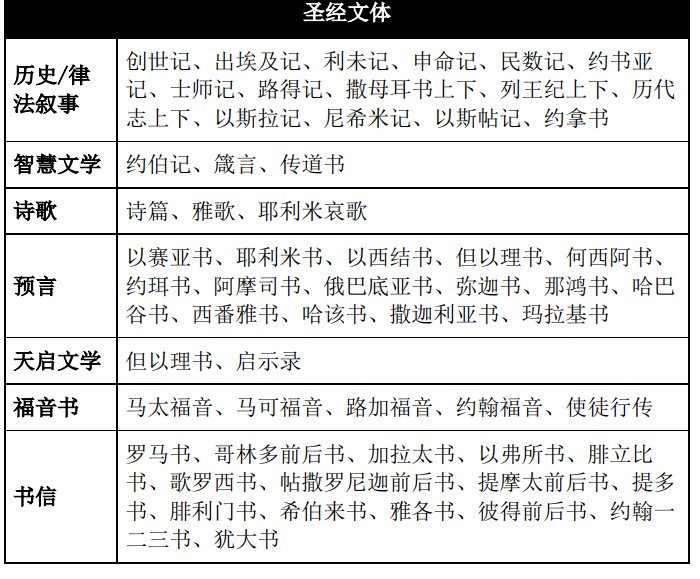 圣经文体
历史/律
法叙事
创世记、出埃及记、利未记、申命记、民数记、约书亚
记、士师记、路得记、撒母耳书上下、列王纪上下、历代
志上下、以斯拉记、尼希米记、以斯帖记、约拿书
智慧文学
约伯记、箴言、传道书
诗歌
诗篇、雅歌、耶利米哀歌
预言
以赛亚书、耶利米书、以西结书、但以理书、何西阿书、
约珥书、阿摩司书、俄巴底亚书、弥迦书、那鸿书、哈巴
谷书、西番雅书、哈该书、撒迦利亚书、玛拉基书
天启文学
但以理书、启示录
福音书
马太福音、马可福音、路加福音、约翰福音、使徒行传
书信
罗马书、哥林多前后书、加拉太书、以弗所书、腓立比
书、歌罗西书、帖撒罗尼迦前后书、提摩太前后书、提多
书、腓利门书、希伯来书、雅各书、彼得前后书、约翰一
二三书、犹大书